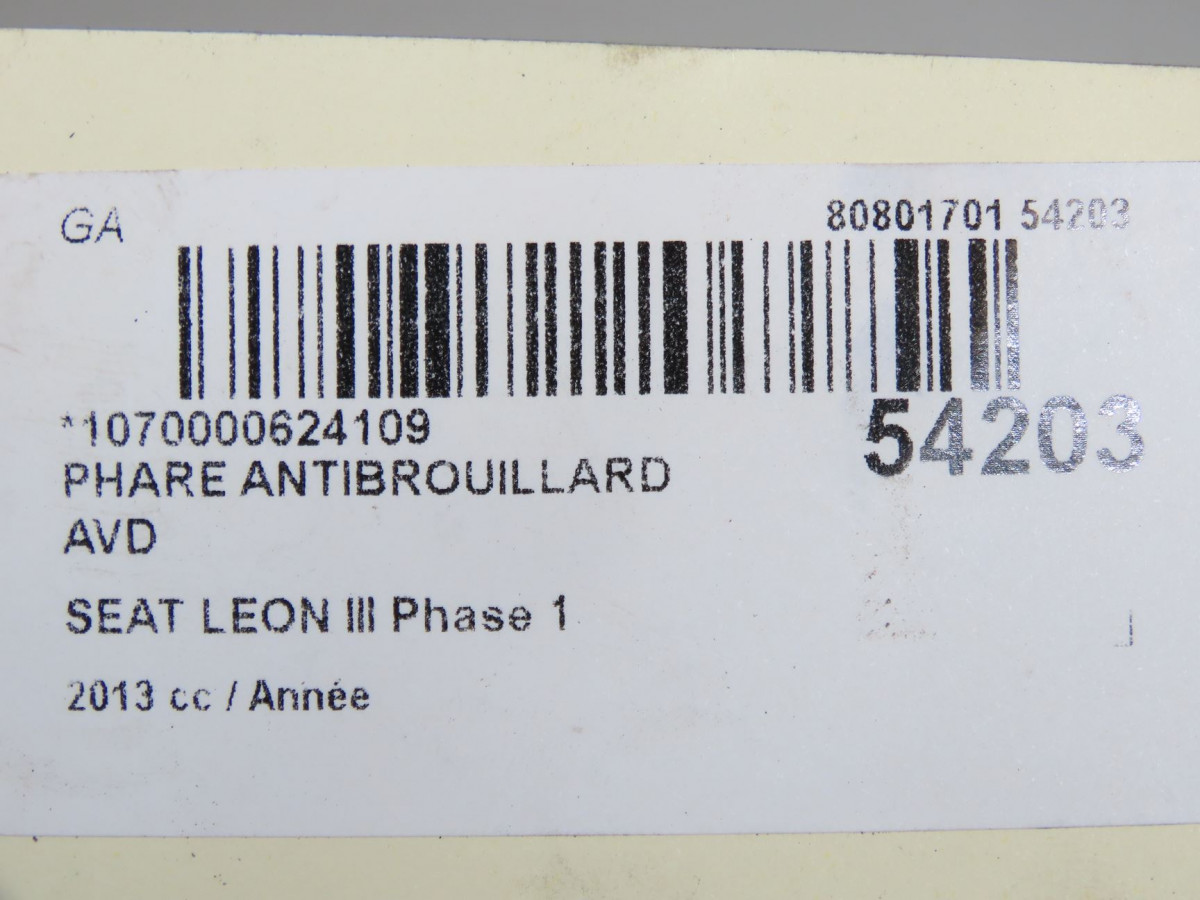 GA
80801701 54203
*1070000624109
54203
PHARE ANTIBROUILLARD
AVD
SEAT LEON III Phase 1
2013 cc / Année